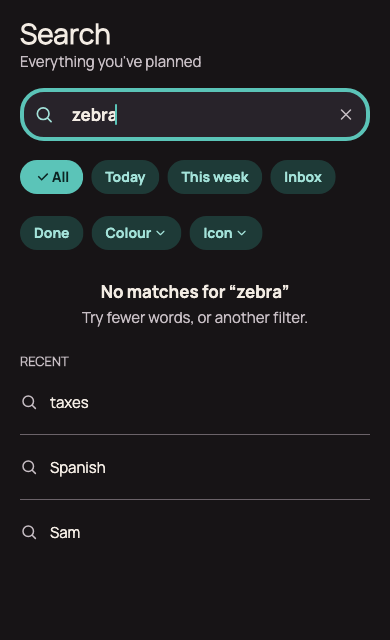 Search
Everything you've planned
zebra
All Today This week Inbox
Done Colour Icon
No matches for “zebra”
Try fewer words, or another filter.
RECENT
taxes
Spanish
Sam